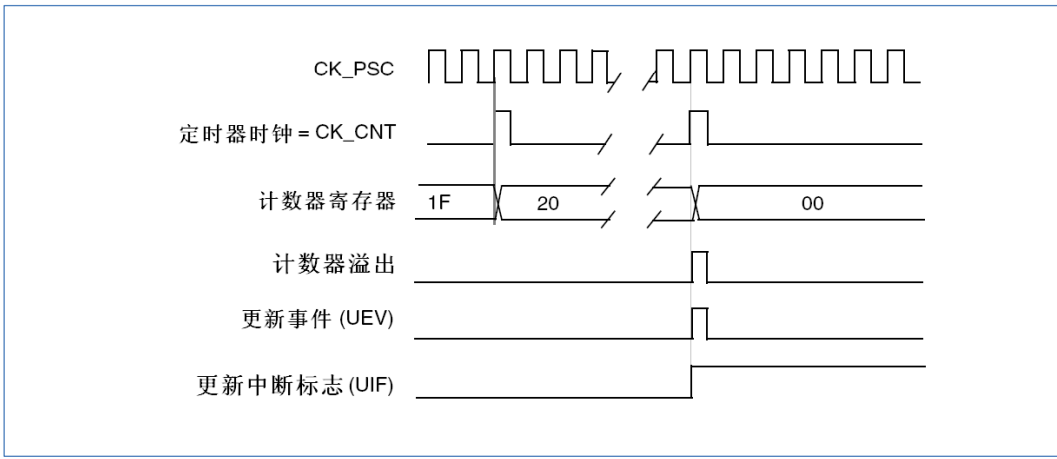 CK_PSC
定时器时钟 = CK_CNT
计数器寄存器 1F 20 00
计数器溢出
更新事件 (UEV)
更新中断标志 (UIF)